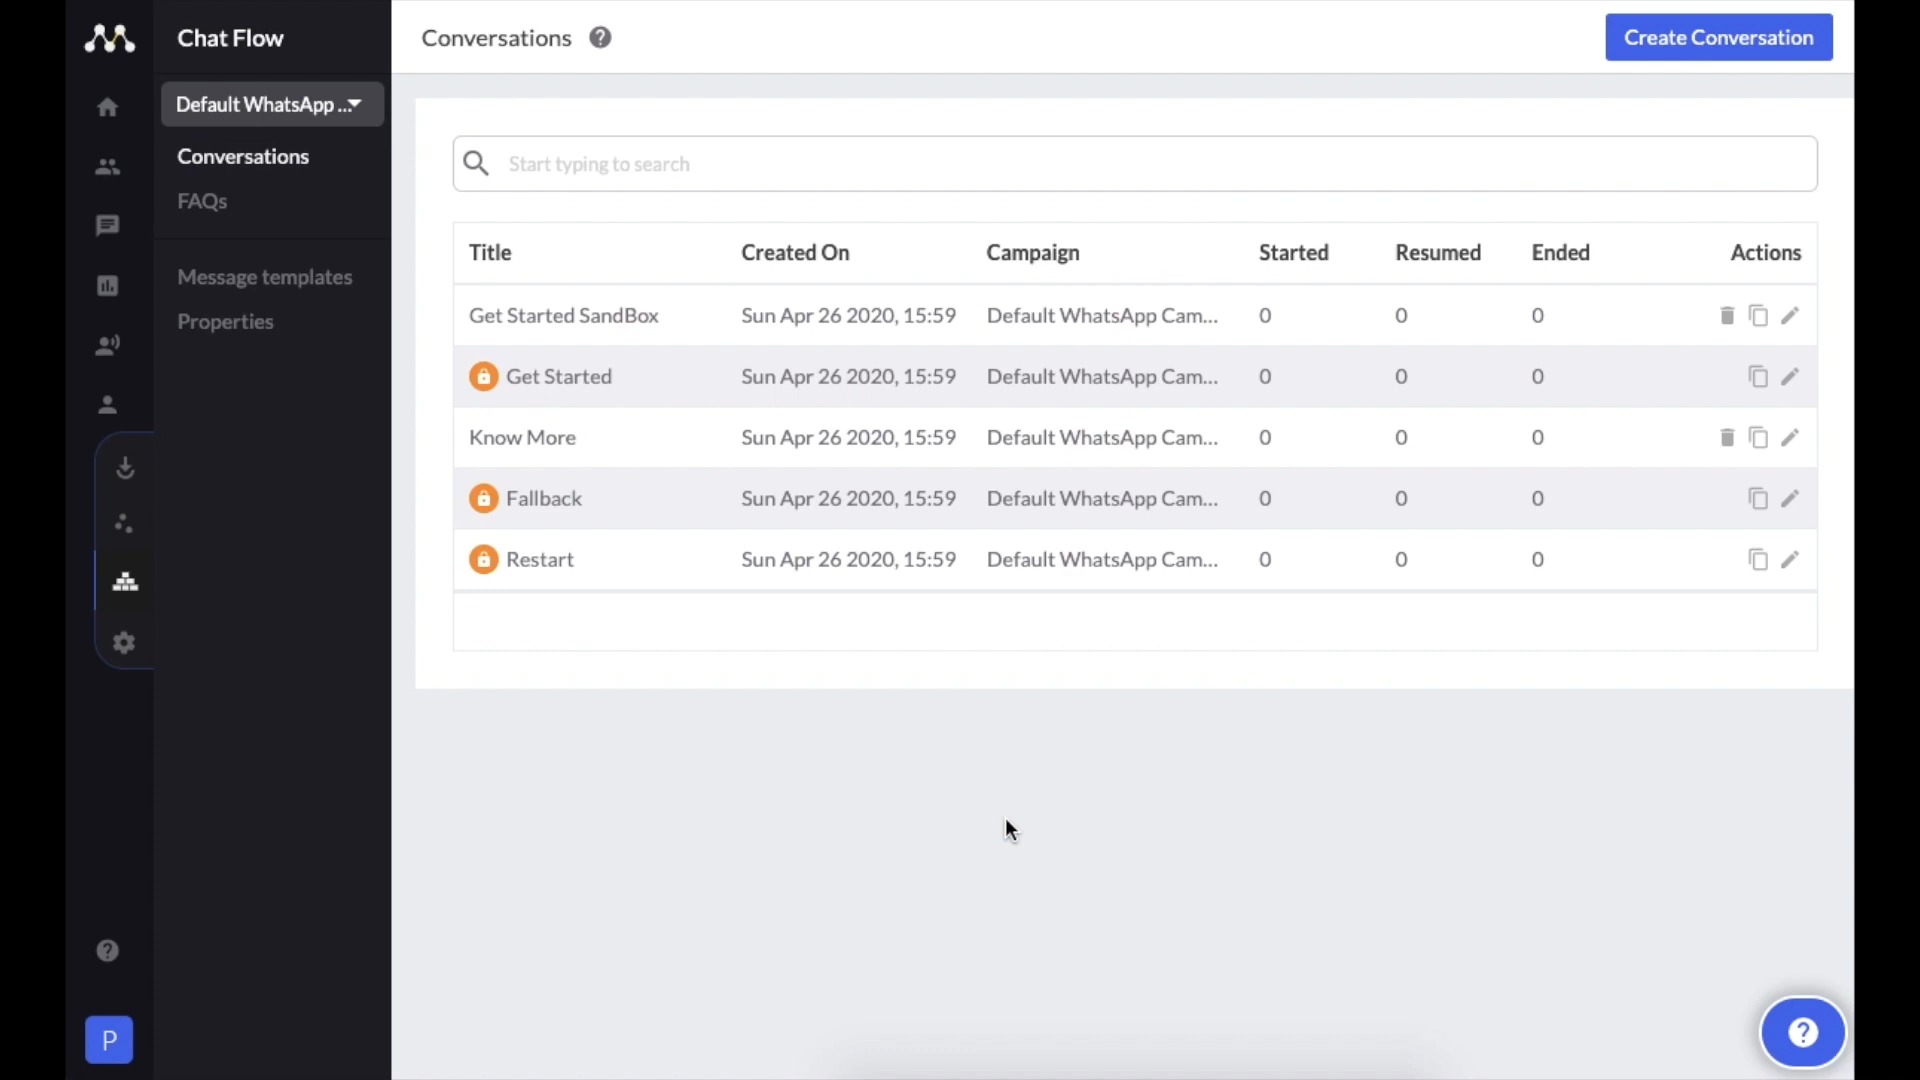 Chat Flow
Conversations
Create Conversation
Default WhatsApp ...
Conversations
FAQs
Message templates
Properties
Start typing to search
Title Created On Campaign Started Resumed Ended Actions
Get Started SandBox Sun Apr 26 2020, 15:59 Default WhatsApp Cam... 0 0 0
Get Started Sun Apr 26 2020, 15:59 Default WhatsApp Cam... 0 0 0
Know More Sun Apr 26 2020, 15:59 Default WhatsApp Cam... 0 0 0
Fallback Sun Apr 26 2020, 15:59 Default WhatsApp Cam... 0 0 0
Restart Sun Apr 26 2020, 15:59 Default WhatsApp Cam... 0 0 0
P